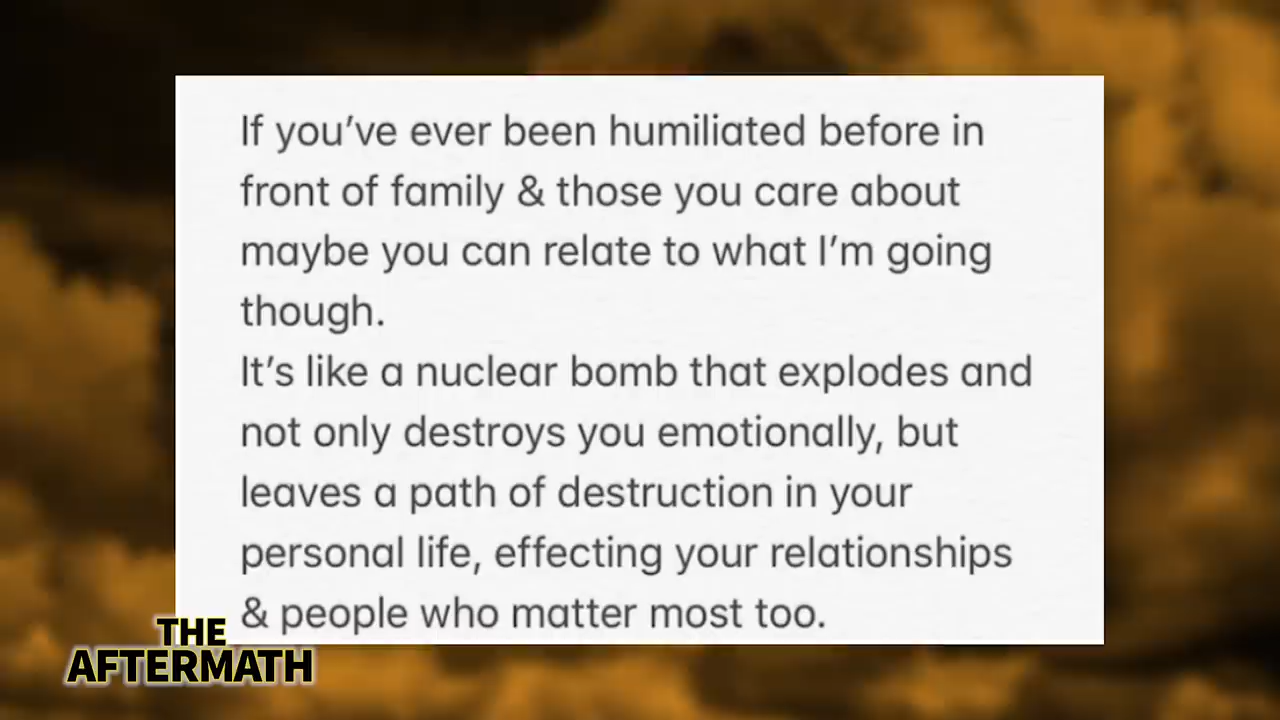 If you’ve ever been humiliated before in
front of family & those you care about
maybe you can relate to what I’m going
though.
It’s like a nuclear bomb that explodes and
not only destroys you emotionally, but
leaves a path of destruction in your
personal life, effecting your relationships
& people who matter most too.
THE
AFTERMATH